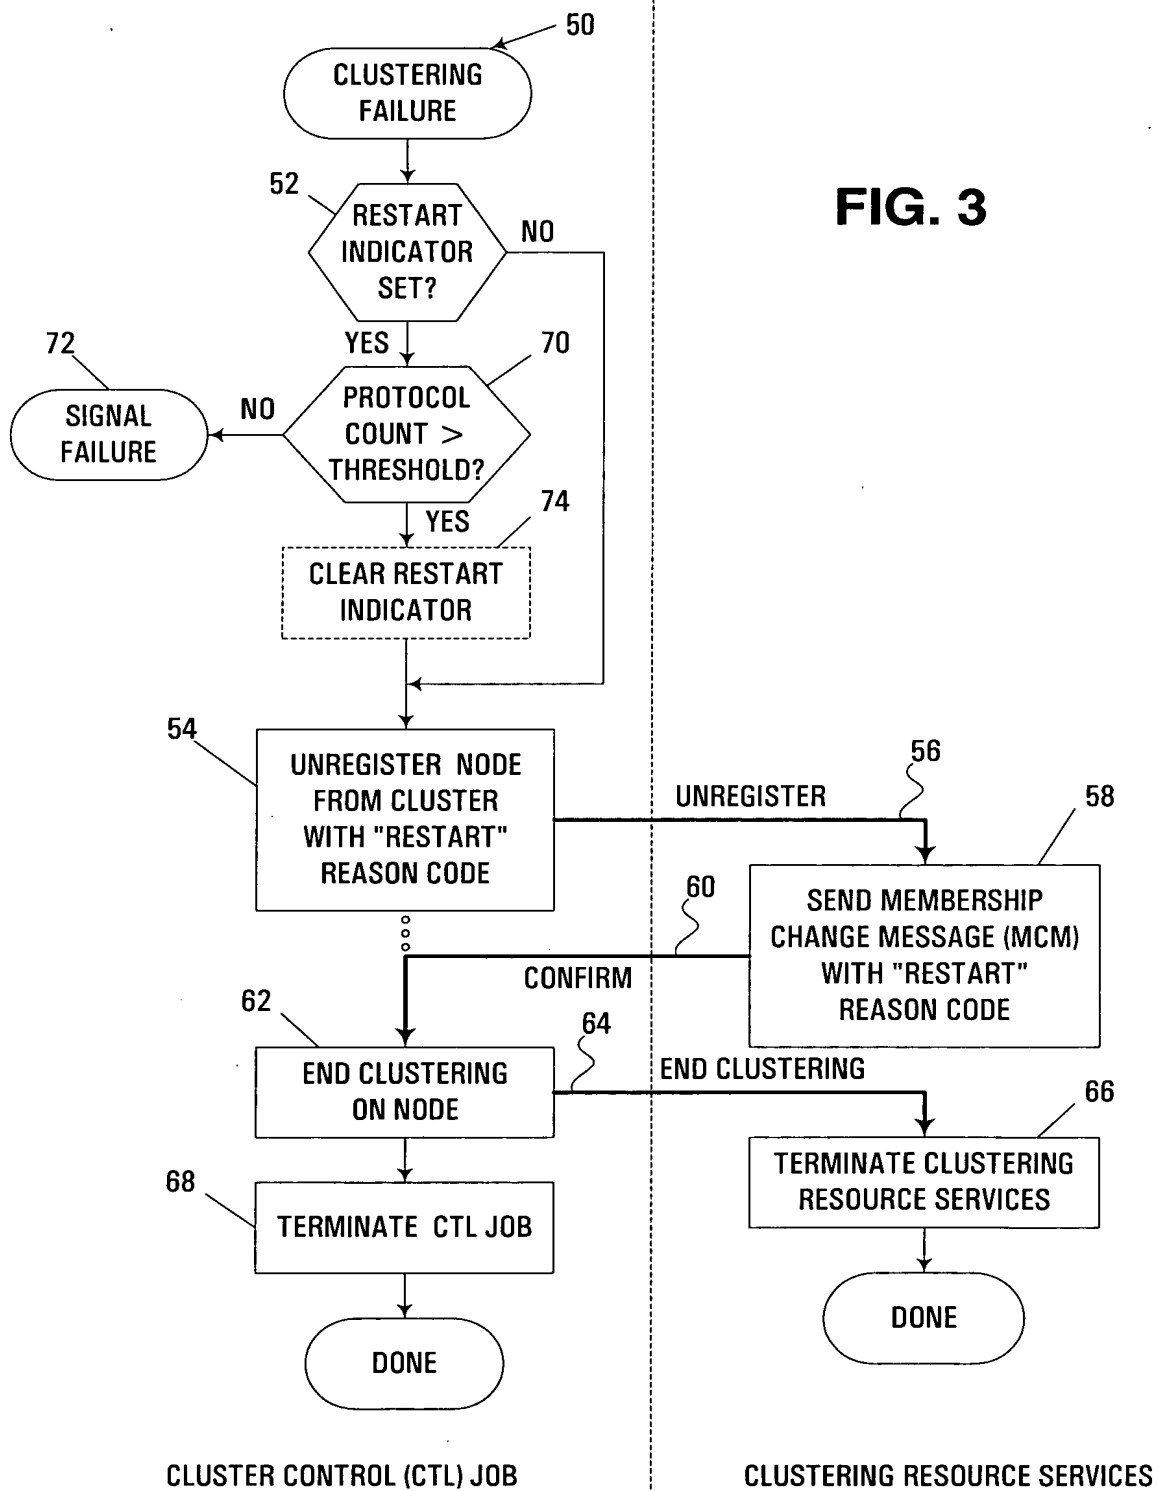 50
CLUSTERING
FAILURE
52
RESTART
INDICATOR
SET?
NO
FIG. 3
YES
72
70
SIGNAL
FAILURE
NO
PROTOCOL
COUNT >
THRESHOLD?
YES
74
CLEAR RESTART
INDICATOR
54
UNREGISTER NODE
FROM CLUSTER
WITH "RESTART"
REASON CODE
UNREGISTER
56
58
SEND MEMBERSHIP
CHANGE MESSAGE (MCM)
WITH "RESTART"
REASON CODE
60
CONFIRM
62
END CLUSTERING
ON NODE
64
END CLUSTERING
66
TERMINATE CLUSTERING
RESOURCE SERVICES
68
TERMINATE CTL JOB
DONE
DONE
CLUSTER CONTROL (CTL) JOB
CLUSTERING RESOURCE SERVICES